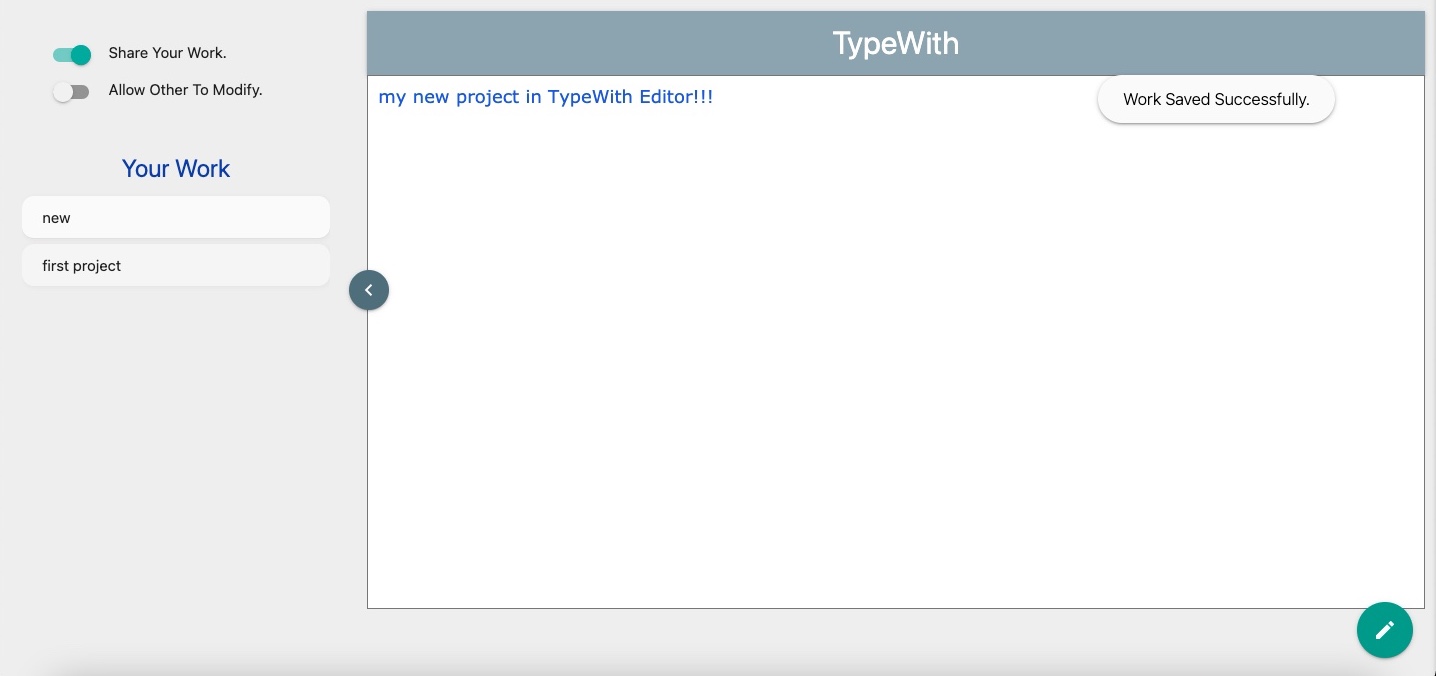 Share Your Work.
Allow Other To Modify.
Your Work
new
first project
TypeWith
my new project in TypeWith Editor!!!
Work Saved Successfully.